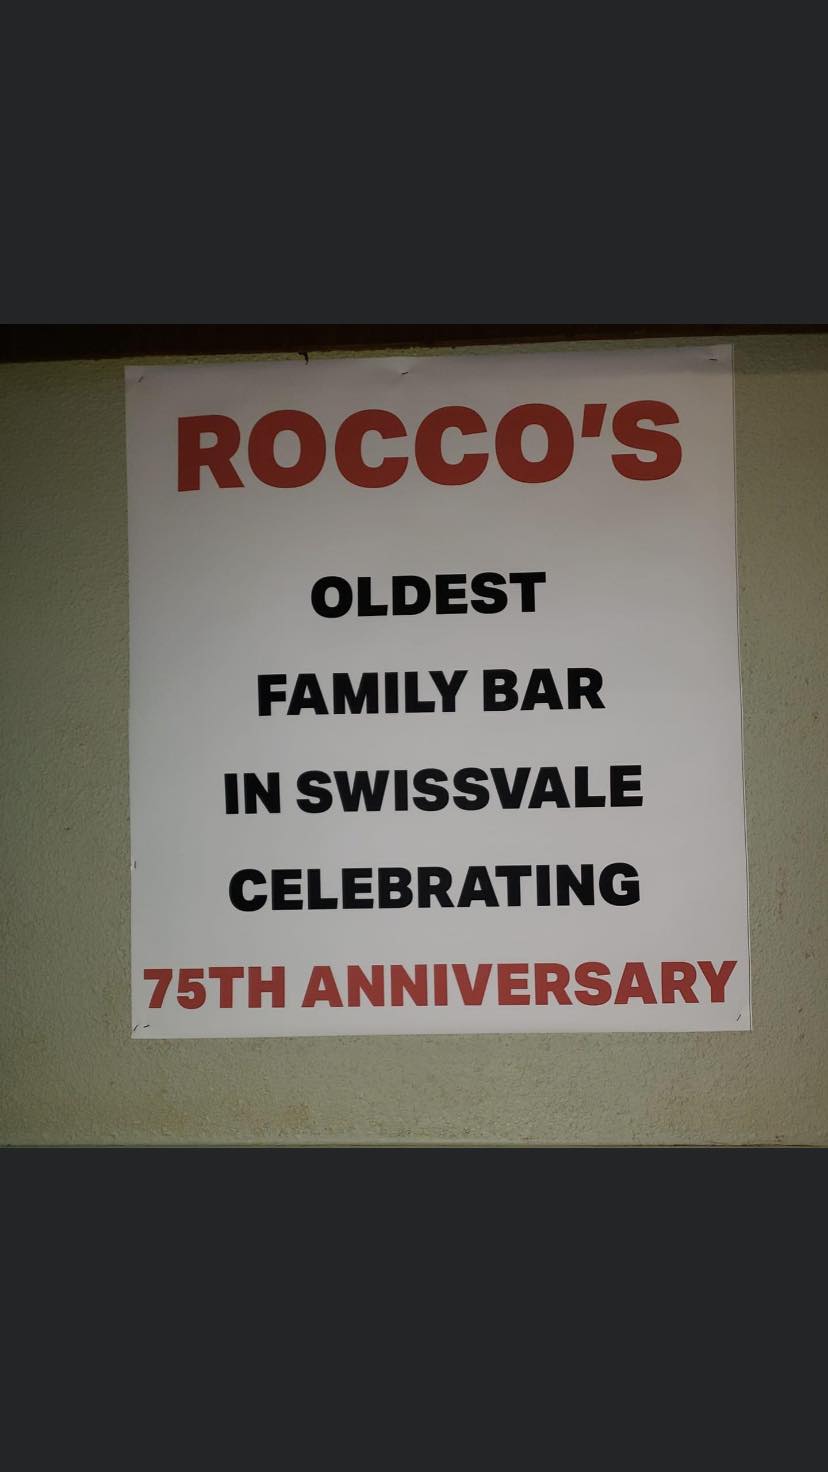 ROCCO'S
OLDEST
FAMILY BAR
IN SWISSVALE
CELEBRATING
75TH ANNIVERSARY